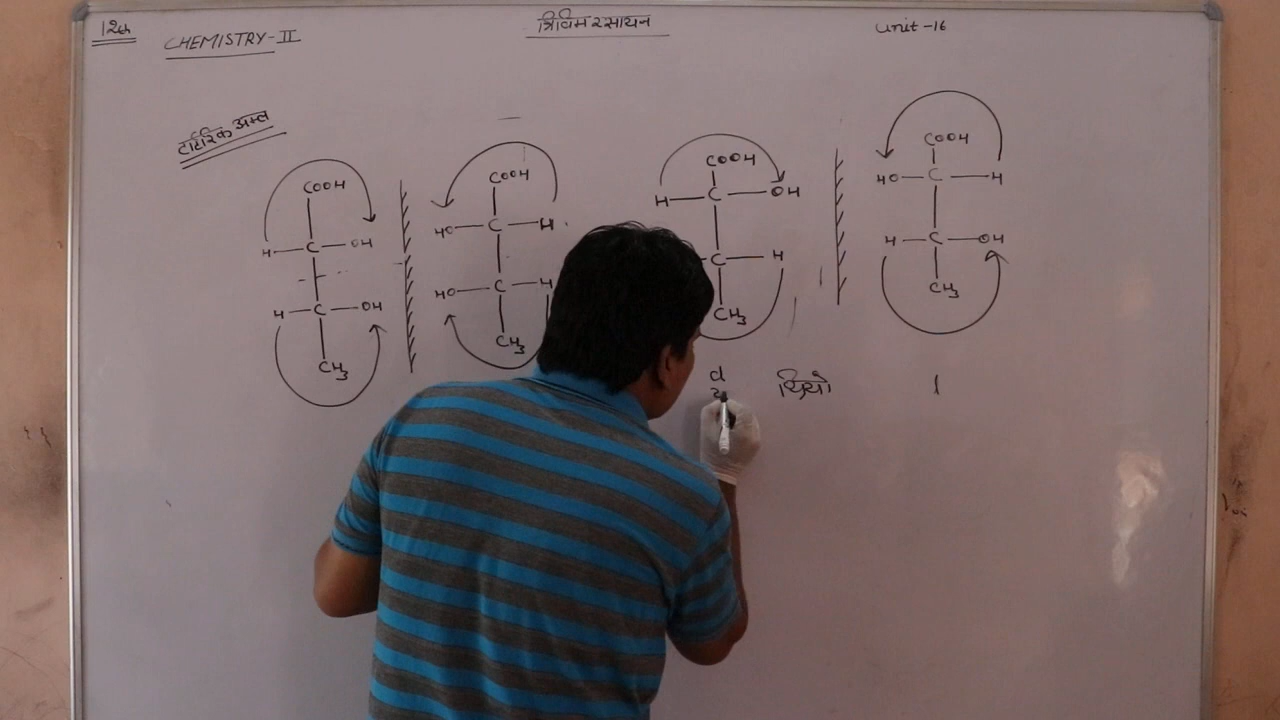 12th
CHEMISTRY-II
त्रिविम रसायन
Unit-16
टार्टरिक अम्ल
COOH
H C OH
H C OH
CH3
COOH
HO C H
HO C H
CH3
COOH
H C OH
C H
CH3
COOH
HO C H
H C OH
CH3
d
थ्रियो
l